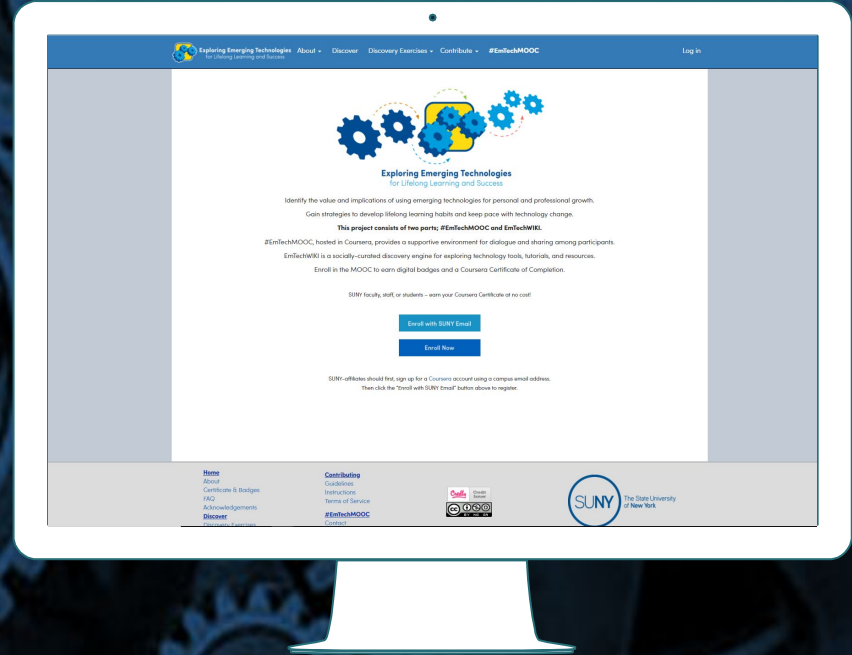 Exploring Emerging Technologies
for Lifelong Learning and Success
About
Discover
Discovery Exercises
Contribute
#EmTechMOOC
Log in
Exploring Emerging Technologies
for Lifelong Learning and Success
Identify the value and implications of using emerging technologies for personal and professional growth.
Gain strategies to develop lifelong learning habits and keep pace with technology change.
This project consists of two parts; #EmTechMOOC and EmTechWIKI.
#EmTechMOOC, hosted in Coursera, provides a supportive environment for dialogue and sharing among participants.
EmTechWIKI is a socially-curated discovery engine for exploring technology tools, tutorials, and resources.
Enroll in the MOOC to earn digital badges and a Coursera Certificate of Completion.
SUNY faculty, staff, or students – earn your Coursera Certificate at no cost!
Enroll with SUNY Email
Enroll Now
SUNY-affiliates should first, sign up for a Coursera account using a campus email address.
Then click the "Enroll with SUNY Email" button above to register.
Home
About
Certificate & Badges
FAQ
Acknowledgements
Discover
Discovery Exercises
Contributing
Guidelines
Instructions
Terms of Service
#EmTechMOOC
Contact
Credly
cc
BY NC SA
SUNY
The State University
of New York